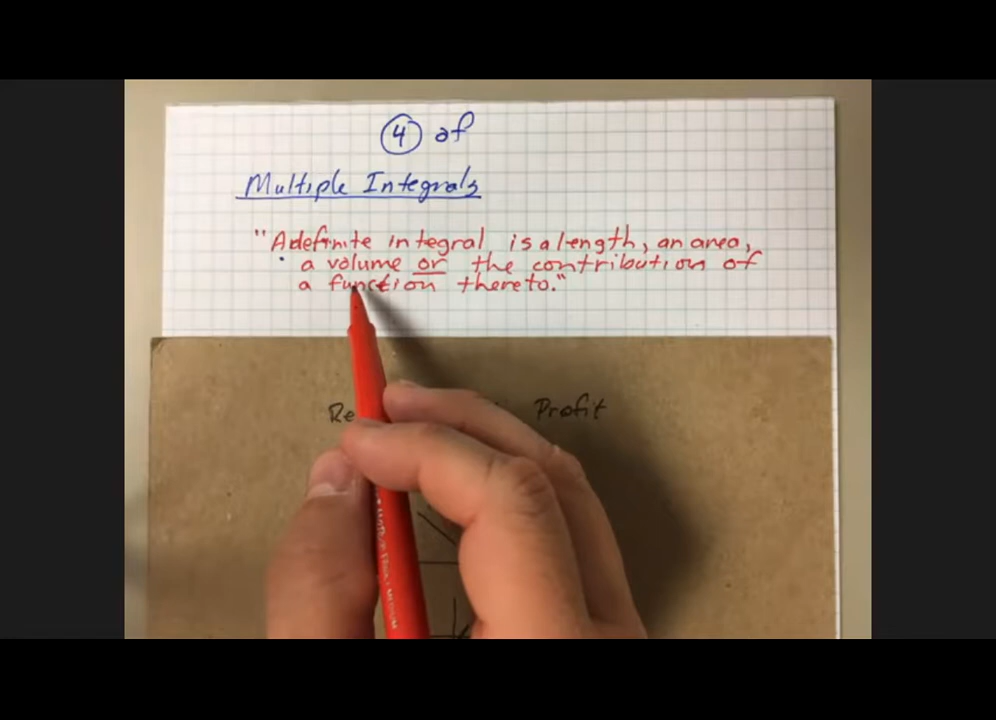 4 of
Multiple Integrals
"A definite integral is a length, an area,
a volume or the contribution of
a function thereto."
Profit